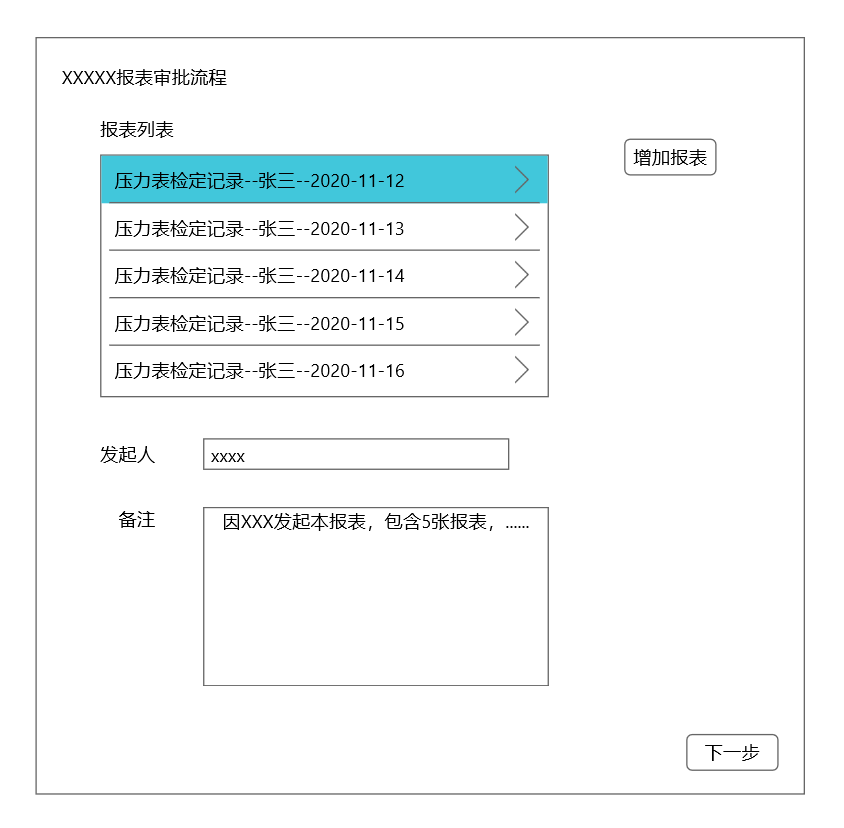 XXXXX报表审批流程
报表列表
增加报表
压力表检定记录--张三--2020-11-12
压力表检定记录--张三--2020-11-13
压力表检定记录--张三--2020-11-14
压力表检定记录--张三--2020-11-15
压力表检定记录--张三--2020-11-16
发起人
xxxx
备注
因XXX发起本报表，包含5张报表，......
下一步